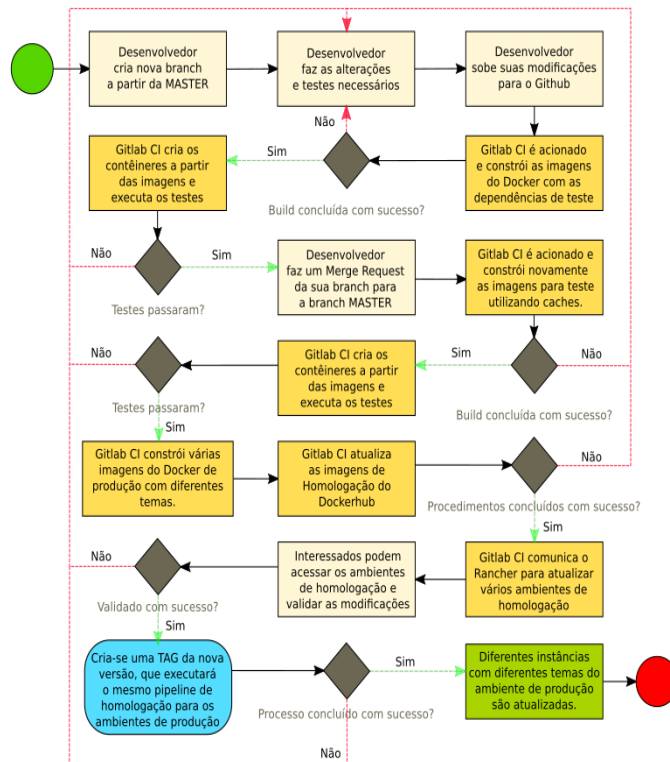 Desenvolvedor
cria nova branch
a partir da MASTER
Desenvolvedor
faz as alterações
e testes necessários
Desenvolvedor
sobe suas modificações
para o Github
Não
Gitlab CI cria os
contêineres a partir
das imagens e
executa os testes
Sim
Gitlab CI é acionado
e constrói as imagens
do Docker com as
dependências de teste
Build concluída com sucesso?
Não
Sim
Testes passaram?
Desenvolvedor
faz um Merge Request
da sua branch para
a branch MASTER
Gitlab CI é acionado e
constrói novamente
as imagens para teste
utilizando caches.
Não
Testes passaram?
Sim
Gitlab CI cria os
contêineres a partir
das imagens e
executa os testes
Sim
Não
Build concluída com sucesso?
Gitlab CI constrói várias
imagens do Docker de
produção com diferentes
temas.
Gitlab CI atualiza
as imagens de
Homologação do
Dockerhub
Não
Procedimentos concluídos com sucesso?
Sim
Não
Validado com sucesso?
Sim
Interessados podem
acessar os ambientes
de homologação e
validar as modificações
Gitlab CI comunica o
Rancher para atualizar
vários ambientes de
homologação
Cria-se uma TAG da nova
versão, que executará
o mesmo pipeline de
homologação para os
ambientes de produção
Sim
Processo concluído com sucesso?
Não
Diferentes instâncias
com diferentes temas do
ambiente de produção
são atualizadas.